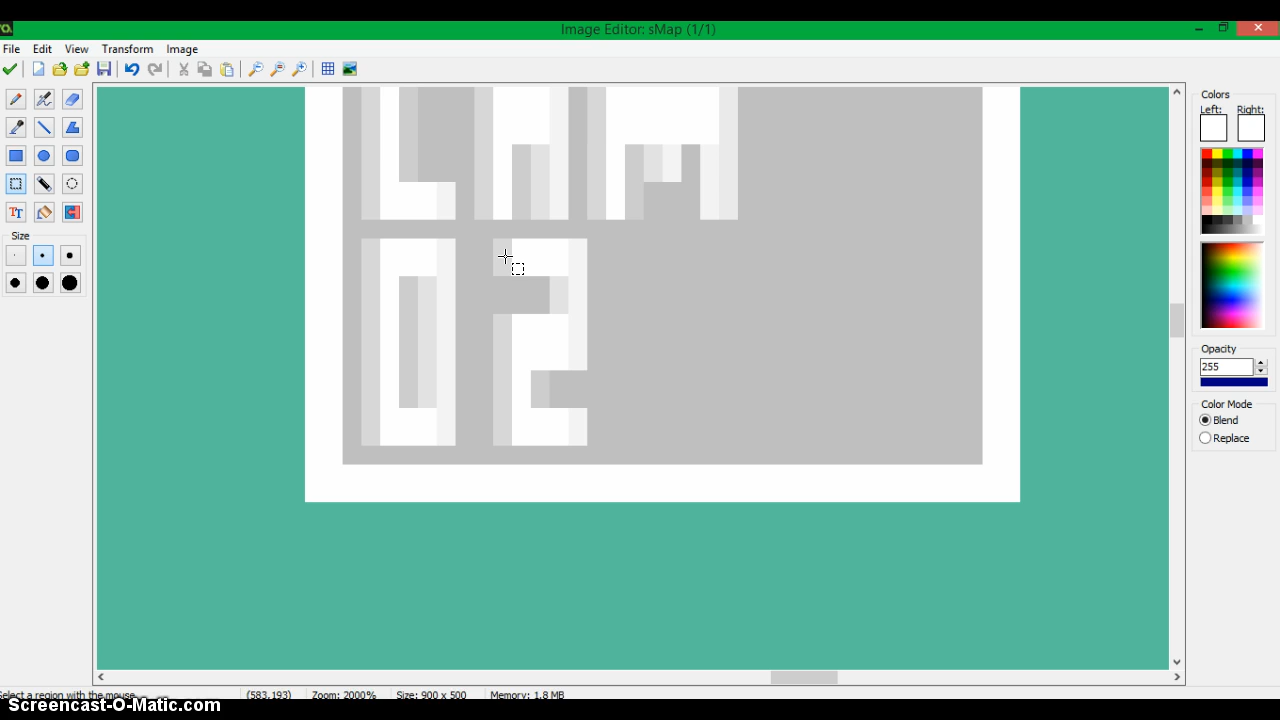 Image Editor: sMap (1/1)
File Edit View Transform Image
Colors
Left: Right:
Size
Opacity
255
Color Mode
Blend
Replace
02
Select a region with the mouse
(583,193) Zoom: 2000% Size: 900 x 500 Memory: 1.8 MB
Screencast-O-Matic.com